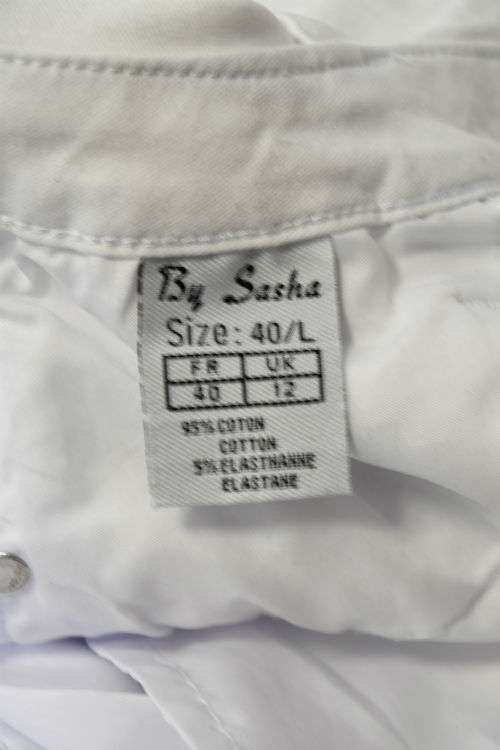 By Sasha
Size: 40/L
FR UK
40 12
95% COTON
COTTON
5% ELASTHANNE
ELASTANE